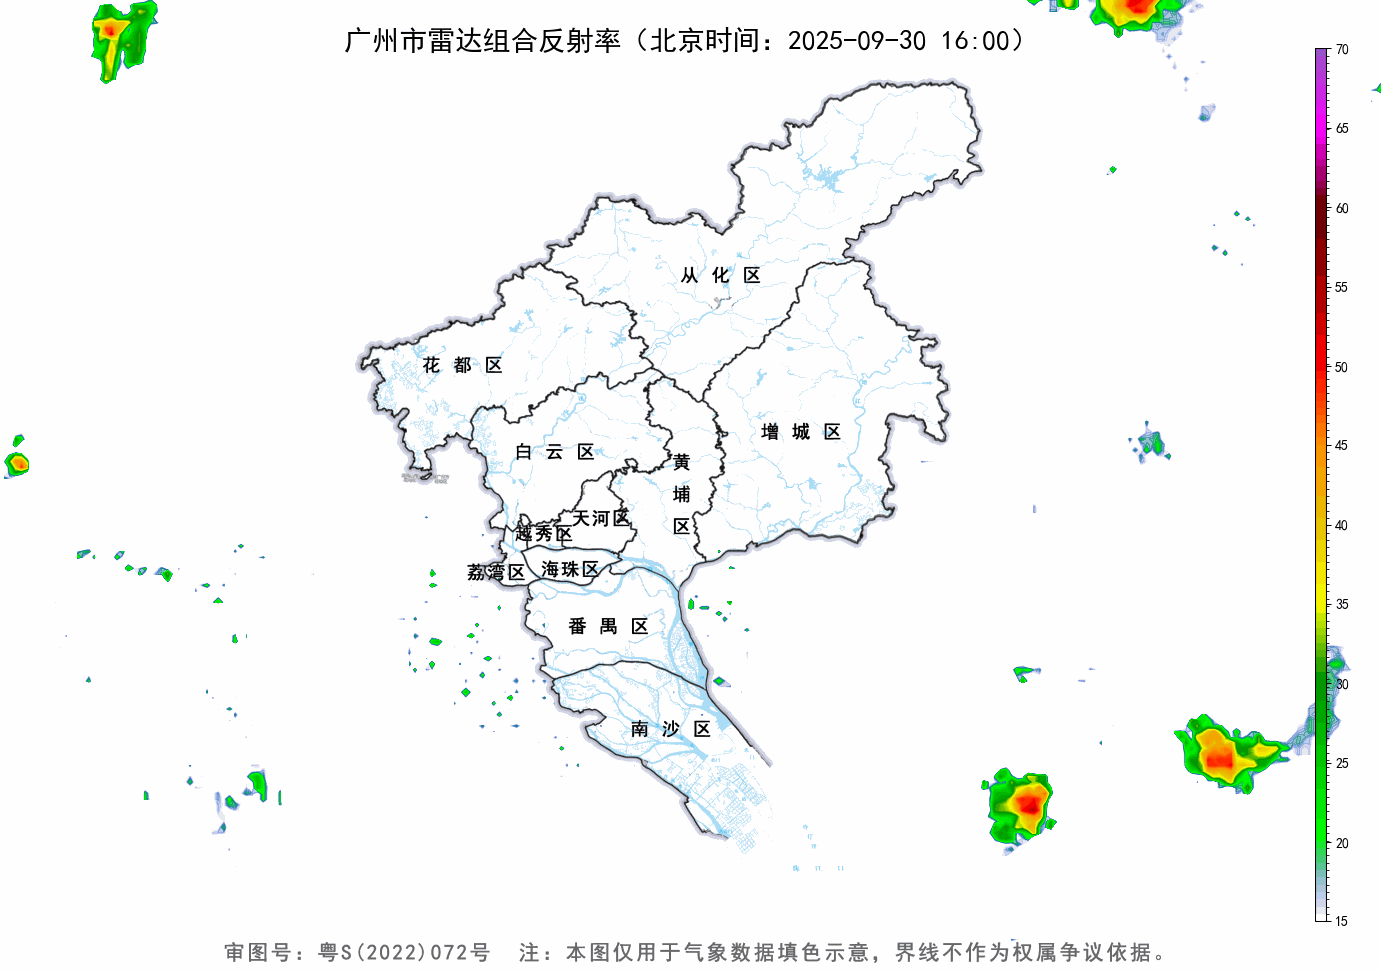 广州市雷达组合反射率（北京时间：2025-09-30 16:00）
70
65
60
55
50
45
40
35
30
25
20
15
从化区
花都区
增城区
白云区
黄埔区
天河区
越秀区
荔湾区
海珠区
番禺区
南沙区
审图号：粤S(2022)072号 注：本图仅用于气象数据填色示意，界线不作为权属争议依据。